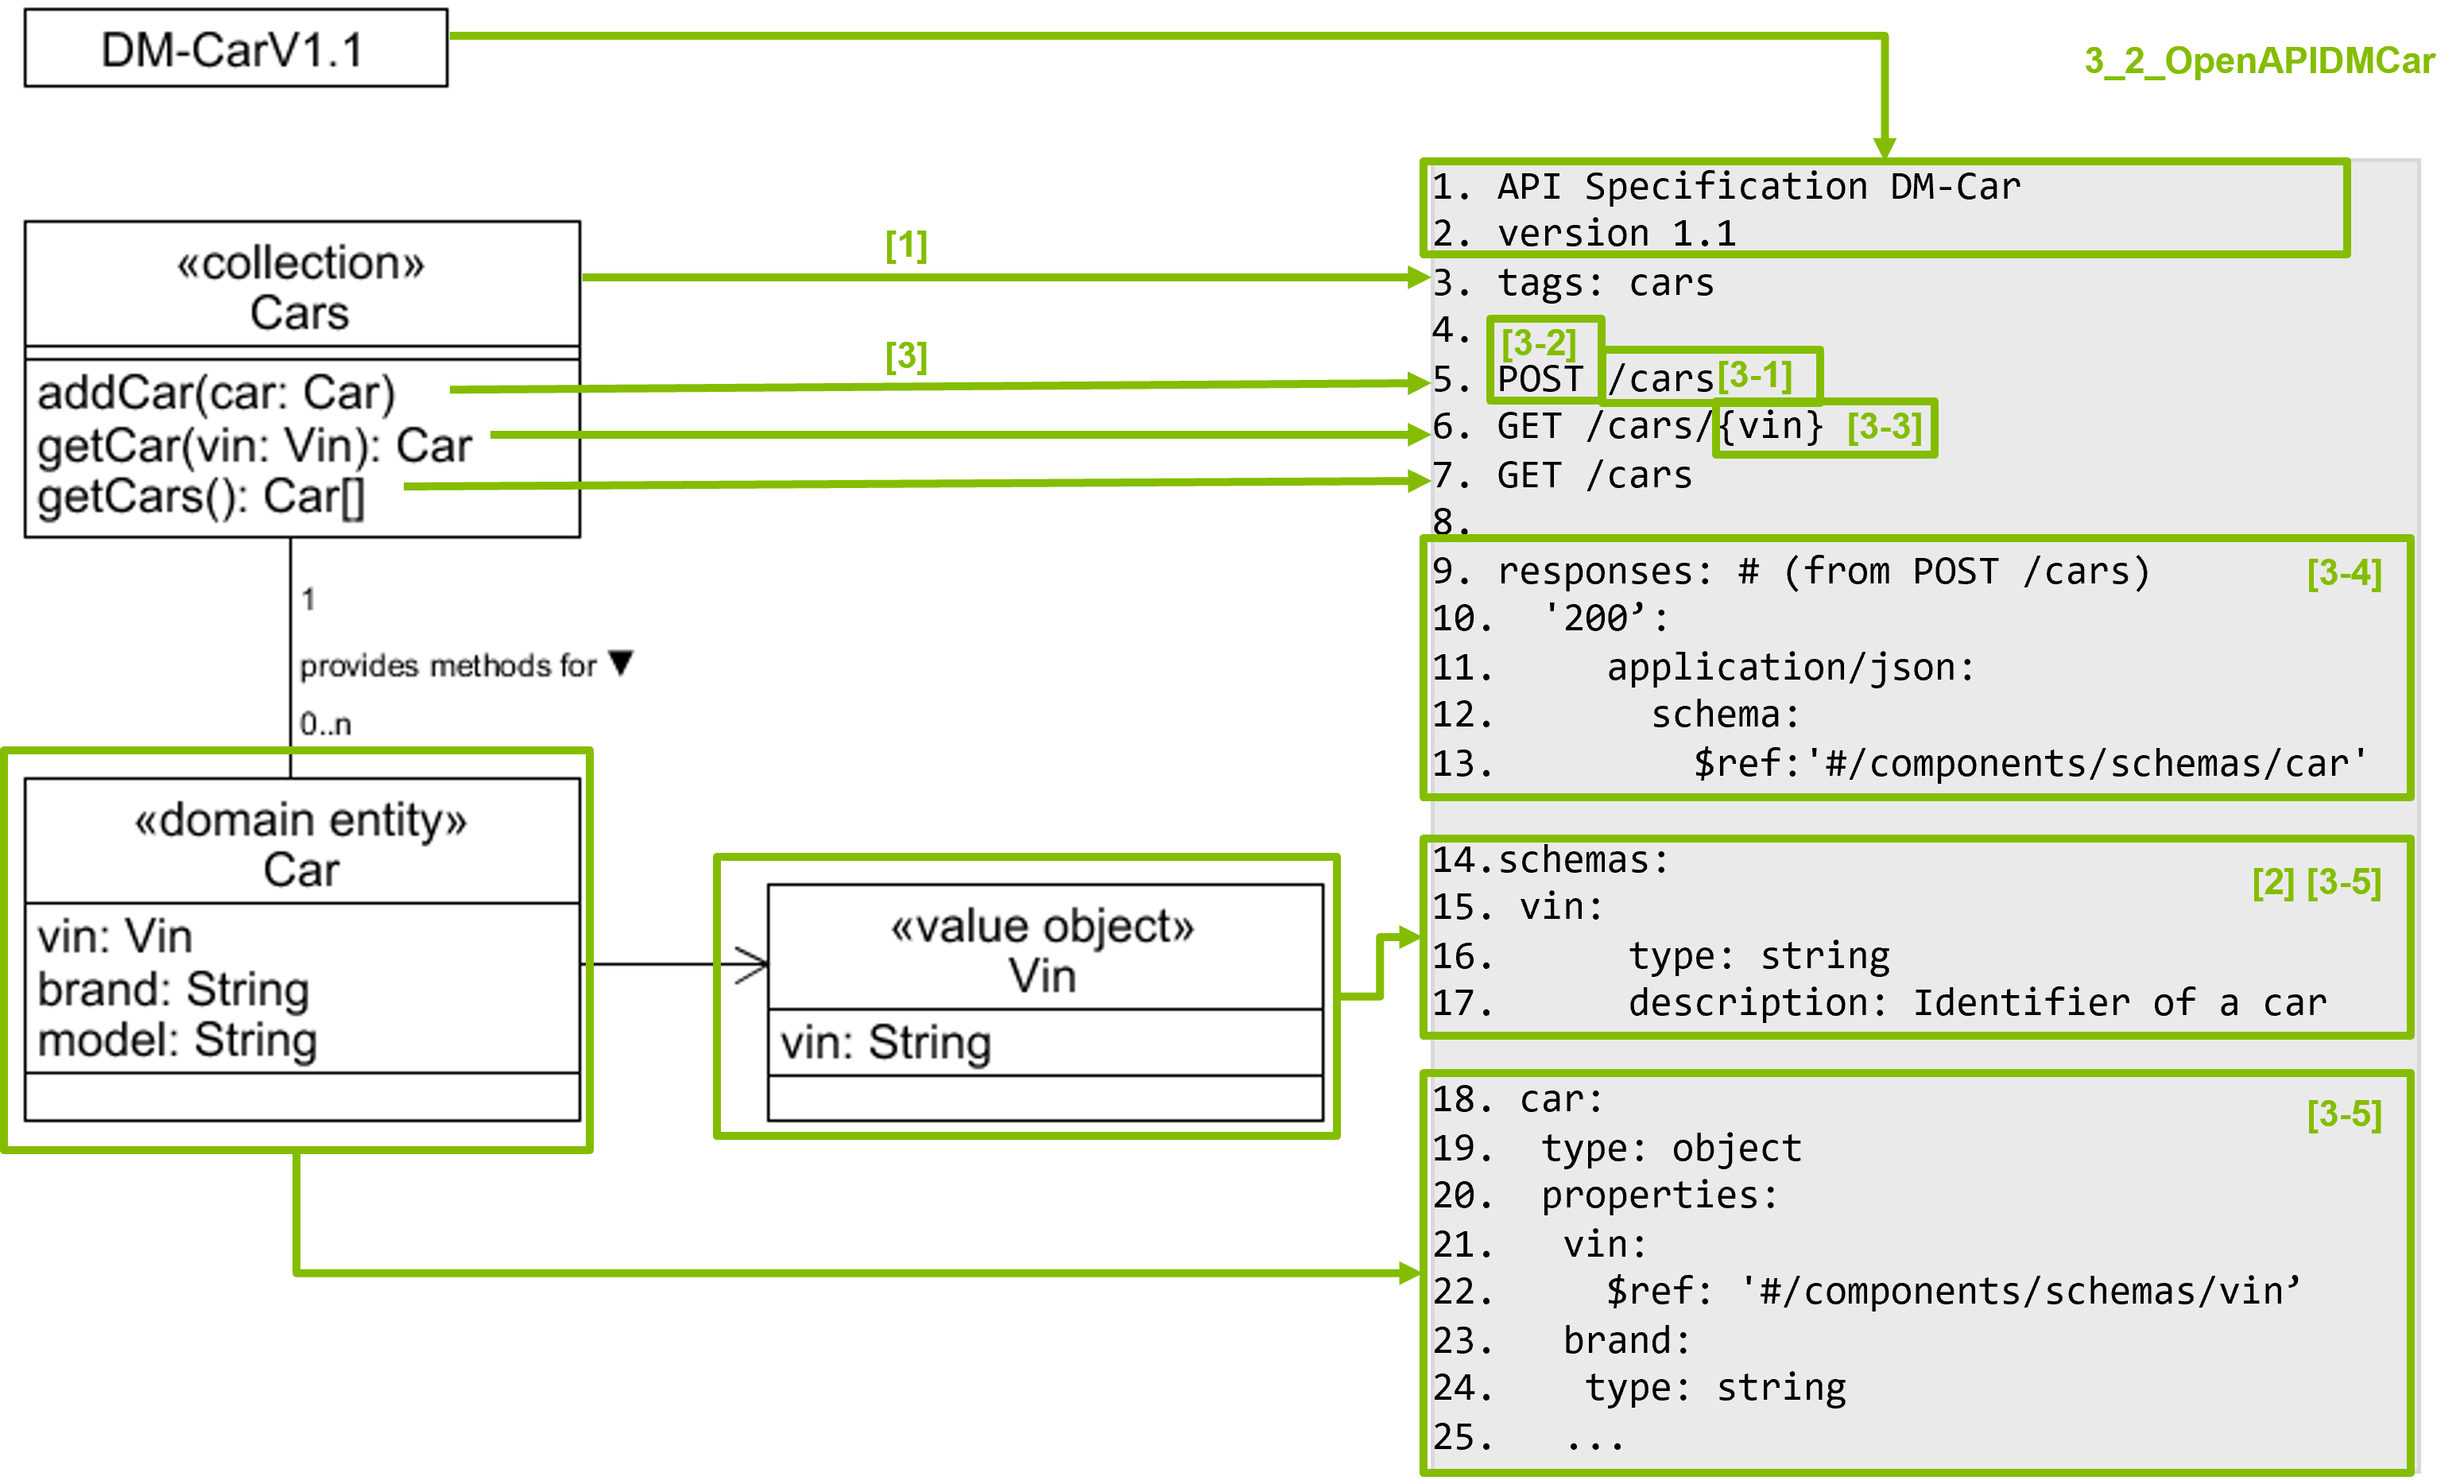 DM-CarV1.1
3_2_OpenAPIDMCar
«collection»
Cars
addCar(car: Car)
getCar(vin: Vin): Car
getCars(): Car[]
[1]
[3]
1
provides methods for ▼
0..n
«domain entity»
Car
vin: Vin
brand: String
model: String
«value object»
Vin
vin: String
1. API Specification DM-Car
2. version 1.1
3. tags: cars
4.
[3-2]
5. POST /cars [3-1]
6. GET /cars/{vin} [3-3]
7. GET /cars
8.
9. responses: # (from POST /cars) [3-4]
10. '200’:
11. application/json:
12. schema:
13. $ref:'#/components/schemas/car'
14.schemas:
[2] [3-5]
15. vin:
16. type: string
17. description: Identifier of a car
18. car:
[3-5]
19. type: object
20. properties:
21. vin:
22. $ref: '#/components/schemas/vin’
23. brand:
24. type: string
25. ...